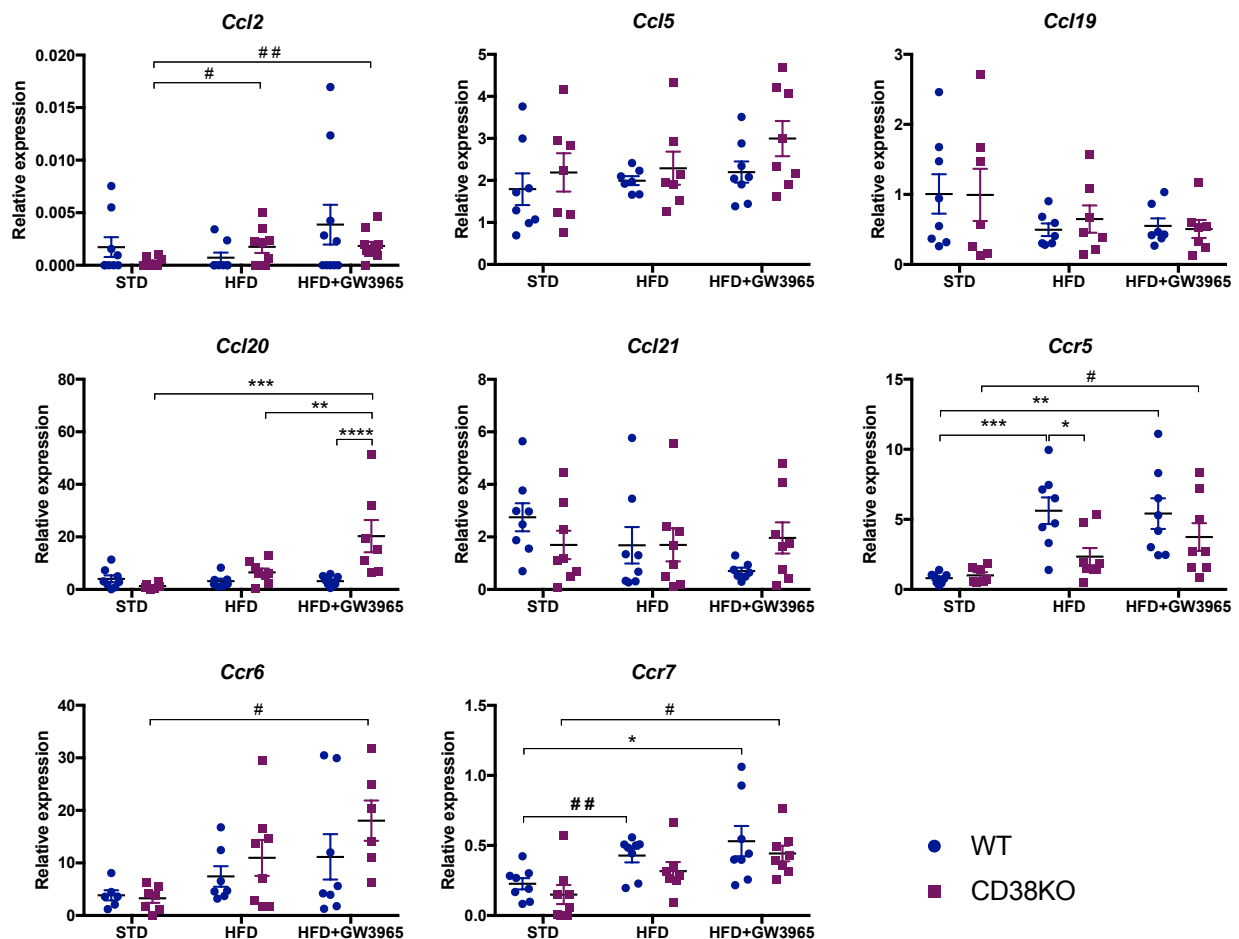 Ccl2
Relative expression
0.020
0.015
0.010
0.005
0.000
# #
#
STD
HFD
HFD+GW3965
Ccl5
Relative expression
5
4
3
2
1
0
STD
HFD
HFD+GW3965
Ccl19
Relative expression
3
2
1
0
STD
HFD
HFD+GW3965
Ccl20
Relative expression
80
60
40
20
0
***
**
****
STD
HFD
HFD+GW3965
Ccl21
Relative expression
8
6
4
2
0
STD
HFD
HFD+GW3965
Ccr5
Relative expression
15
10
5
0
#
**
***
*
STD
HFD
HFD+GW3965
Ccr6
Relative expression
40
30
20
10
0
#
STD
HFD
HFD+GW3965
Ccr7
Relative expression
1.5
1.0
0.5
0.0
#
*
# #
STD
HFD
HFD+GW3965
WT
CD38KO